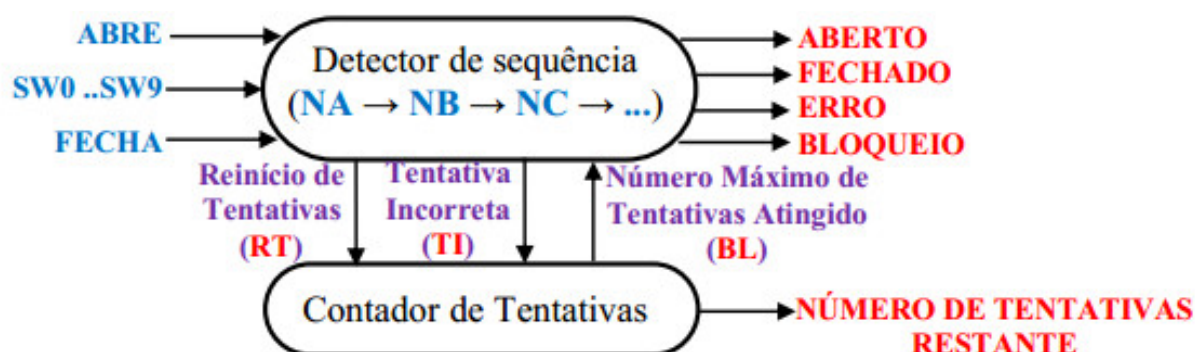 ABRE
SW0 ..SW9
FECHA
Detector de sequência
(NA → NB → NC → ...)
ABERTO
FECHADO
ERRO
BLOQUEIO
Reinício de
Tentativas
(RT)
Tentativa
Incorreta
(TI)
Número Máximo de
Tentativas Atingido
(BL)
Contador de Tentativas
NÚMERO DE TENTATIVAS
RESTANTE